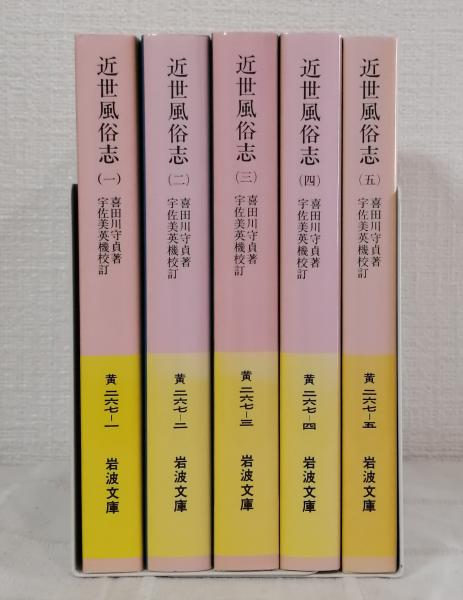 近世風俗志(一)
喜田川守貞著
宇佐美英機校訂
黄二六七-一
岩波文庫
近世風俗志(二)
喜田川守貞著
宇佐美英機校訂
黄二六七-二
岩波文庫
近世風俗志(三)
喜田川守貞著
宇佐美英機校訂
黄二六七-三
岩波文庫
近世風俗志(四)
喜田川守貞著
宇佐美英機校訂
黄二六七-四
岩波文庫
近世風俗志(五)
喜田川守貞著
宇佐美英機校訂
黄二六七-五
岩波文庫